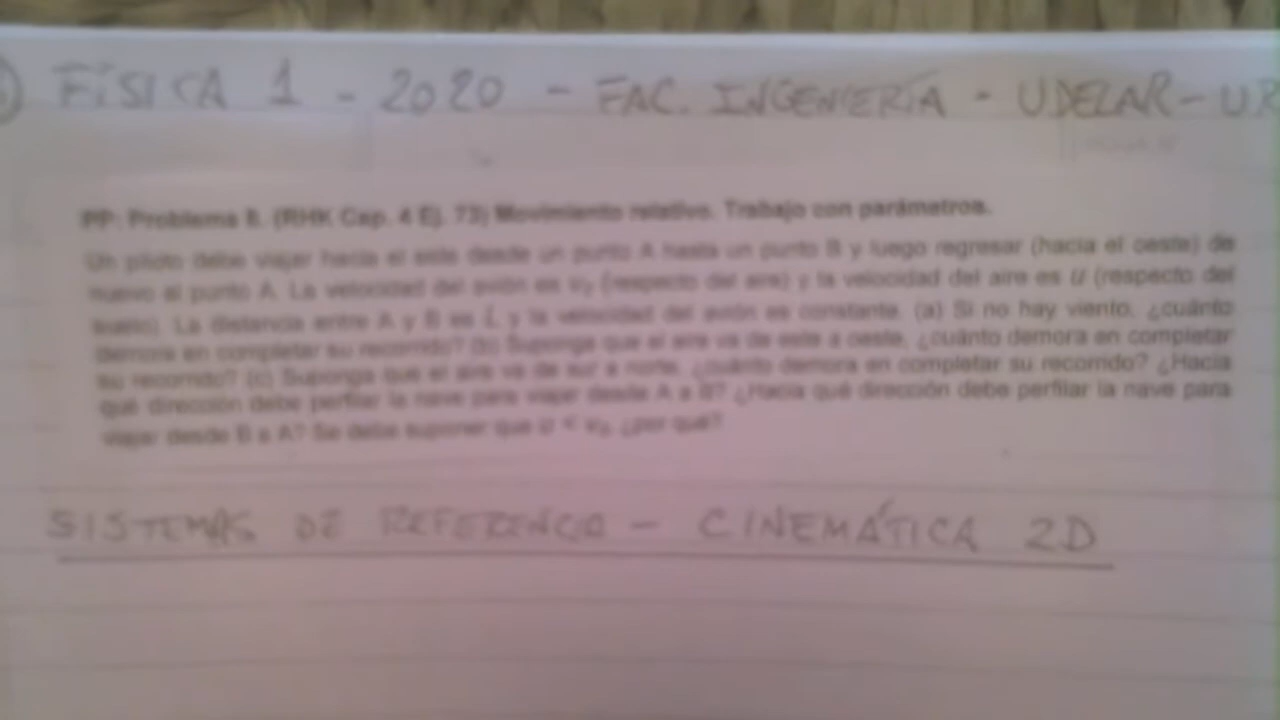 FÍSICA 1 - 2020 - FAC. INGENIERÍA - UDELAR - UR
PP: Problema 8. (RHK Cap. 4 Ej. 73) Movimiento relativo. Trabajo con parámetros.
Un piloto debe viajar hacia el este desde un punto A hasta un punto B y luego regresar (hacia el oeste) de
nuevo al punto A. La velocidad del avión es v₀ (respecto del aire) y la velocidad del aire es u (respecto del
suelo). La distancia entre A y B es L y la velocidad del avión es constante. (a) Si no hay viento, ¿cuánto
demora en completar su recorrido? (b) Suponga que el aire va de este a oeste, ¿cuánto demora en completar
su recorrido? (c) Suponga que el aire va de sur a norte, ¿cuánto demora en completar su recorrido? ¿Hacia
qué dirección debe perfilar la nave para viajar desde A a B? ¿Hacia qué dirección debe perfilar la nave para
viajar desde B a A? Se debe suponer que u < v₀, ¿por qué?
SISTEMAS DE REFERENCIA - CINEMÁTICA 2D